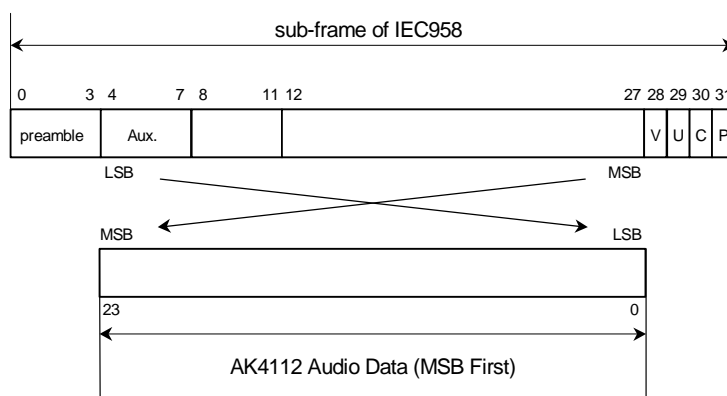 sub-frame of IEC958
0 3 4 7 8 11 12 27 28 29 30 31
preamble Aux. V U C P
LSB MSB
MSB LSB
23 0
AK4112 Audio Data (MSB First)